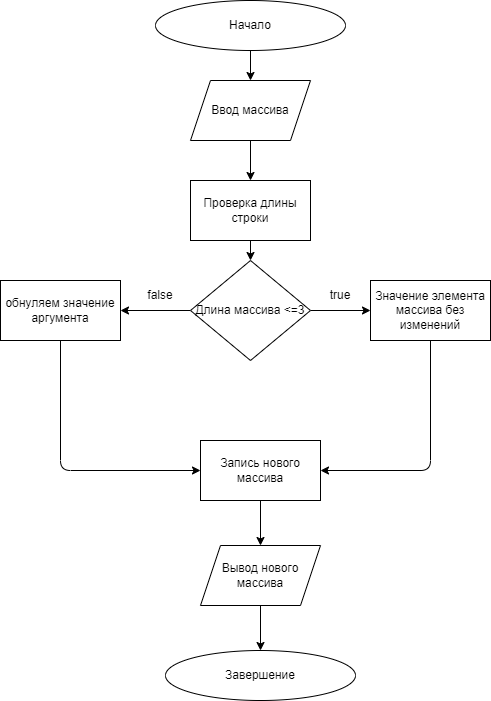 Начало
Ввод массива
Проверка длины
строки
false
true
обнуляем значение
аргумента
Длина массива <=3
Значение элемента
массива без
изменений
Запись нового
массива
Вывод нового
массива
Завершение